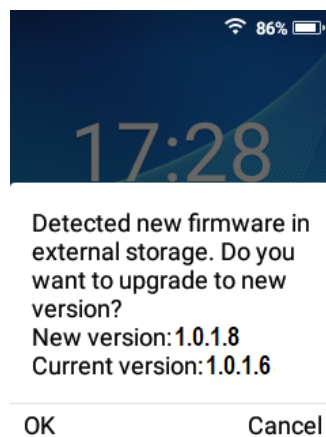 86%
17:28
Detected new firmware in
external storage. Do you
want to upgrade to new
version?
New version:1.0.1.8
Current version:1.0.1.6
OK Cancel